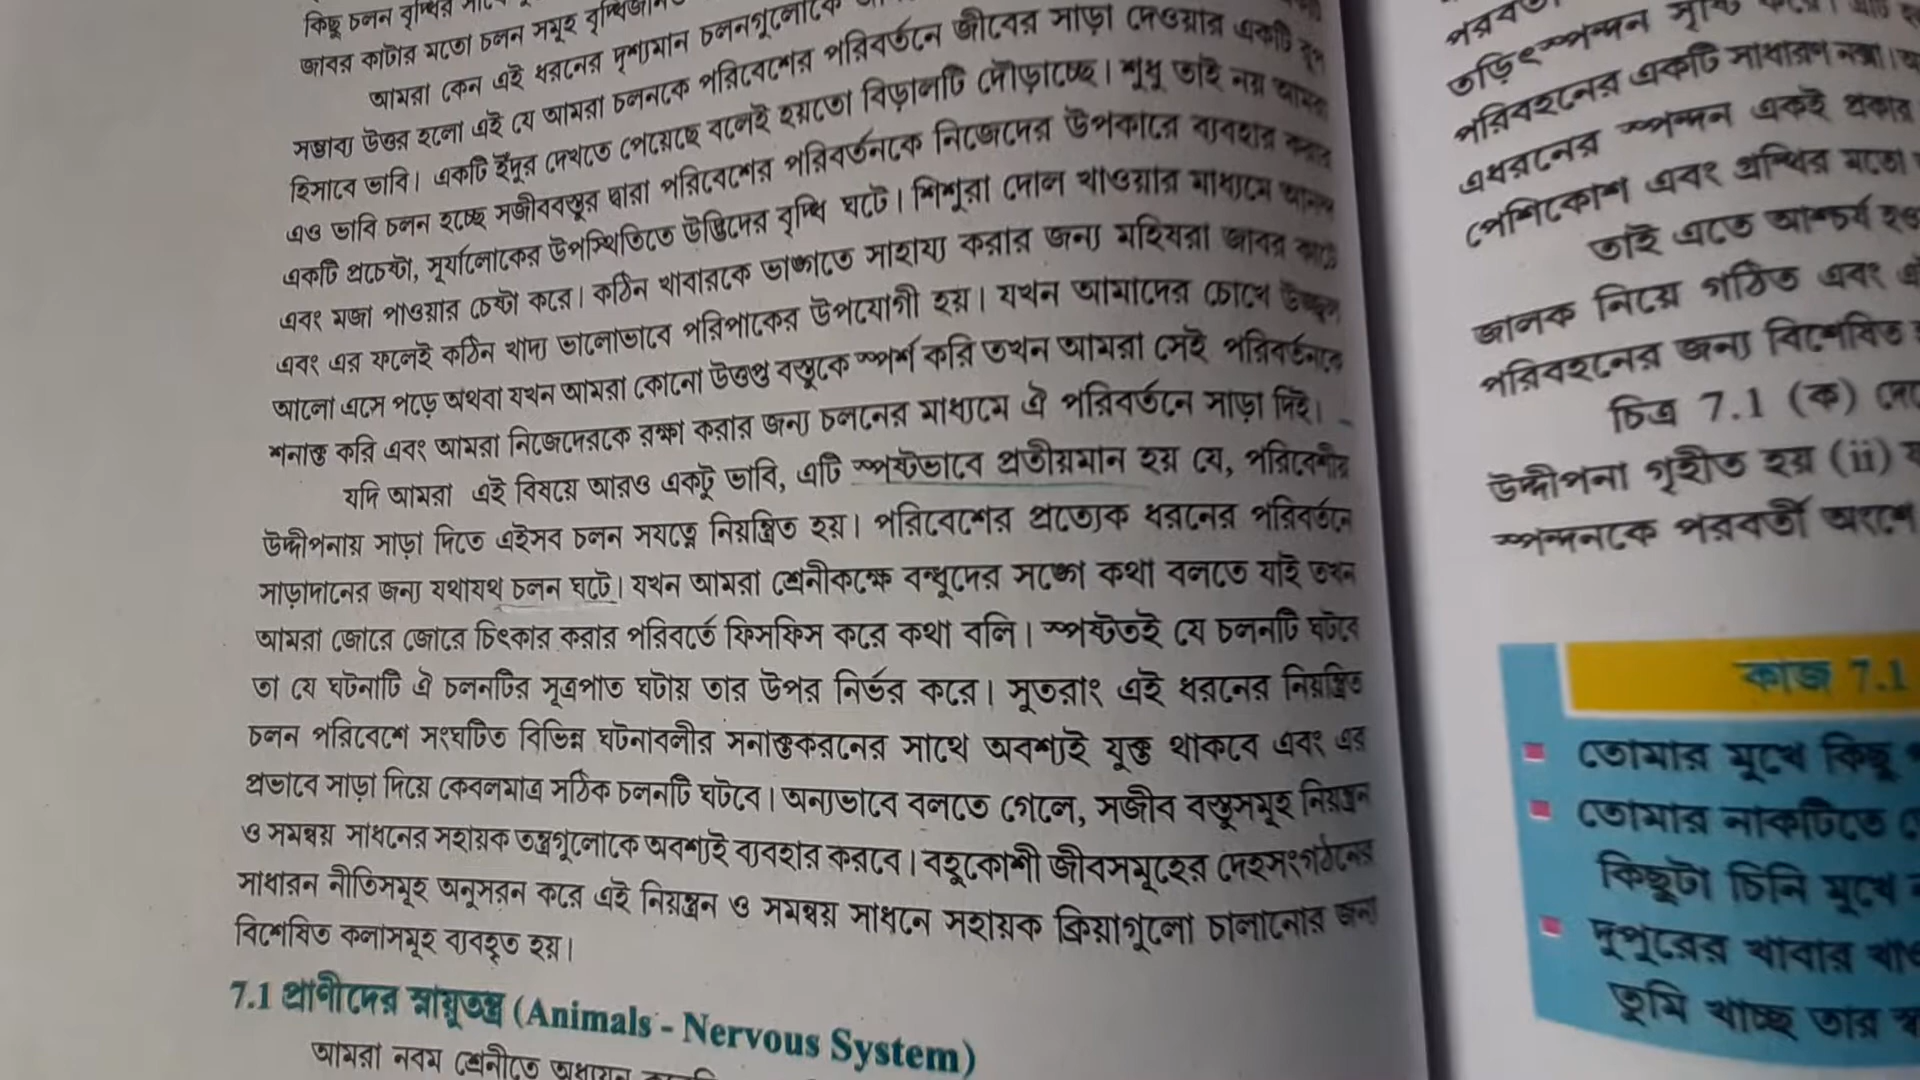 কিছু চলন বৃদ্ধির
জাবর কাটার মতো চলন সমূহ
আমরা কেন এই ধরনের দৃশ্যমান চলনগুলোকে
সম্ভাব্য উত্তর হলো এই যে আমরা চলনকে পরিবেশের পরিবর্তনে জীবের সাড়া দেওয়ার একটি রূপ
হিসাবে ভাবি। একটি ইঁদুর দেখতে পেয়েছে বলেই হয়তো বিড়ালটি দৌড়াচ্ছে। শুধু তাই নয় আমরা
এও ভাবি চলন হচ্ছে সজীববস্তুর দ্বারা পরিবেশের পরিবর্তনকে নিজেদের উপকারে ব্যবহার করার
একটি প্রচেষ্টা, সূর্যালোকের উপস্থিতিতে উদ্ভিদের বৃদ্ধি ঘটে। শিশুরা দোল খাওয়ার মাধ্যমে আনন্দ
এবং মজা পাওয়ার চেষ্টা করে। কঠিন খাবারকে ভাঙ্গতে সাহায্য করার জন্য মহিষরা জাবর কাটে
এবং এর ফলেই কঠিন খাদ্য ভালোভাবে পরিপাকের উপযোগী হয়। যখন আমাদের চোখে উজ্জ্বল
আলো এসে পড়ে অথবা যখন আমরা কোনো উত্তপ্ত বস্তুকে স্পর্শ করি তখন আমরা সেই পরিবর্তনকে
শনাক্ত করি এবং আমরা নিজেদেরকে রক্ষা করার জন্য চলনের মাধ্যমে ঐ পরিবর্তনে সাড়া দিই।
যদি আমরা এই বিষয়ে আরও একটু ভাবি, এটি স্পষ্টভাবে প্রতীয়মান হয় যে, পরিবেশীয়
উদ্দীপনায় সাড়া দিতে এইসব চলন সযত্নে নিয়ন্ত্রিত হয়। পরিবেশের প্রত্যেক ধরনের পরিবর্তনে
সাড়াদানের জন্য যথাযথ চলন ঘটে। যখন আমরা শ্রেনীকক্ষে বন্ধুদের সঙ্গে কথা বলতে যাই তখন
আমরা জোরে জোরে চিৎকার করার পরিবর্তে ফিসফিস করে কথা বলি। স্পষ্টতই যে চলনটি ঘটবে
তা যে ঘটনাটি ঐ চলনটির সূত্রপাত ঘটায় তার উপর নির্ভর করে। সুতরাং এই ধরনের নিয়ন্ত্রিত
চলন পরিবেশে সংঘটিত বিভিন্ন ঘটনাবলীর সনাক্তকরনের সাথে অবশ্যই যুক্ত থাকবে এবং এর
প্রভাবে সাড়া দিয়ে কেবলমাত্র সঠিক চলনটি ঘটবে। অন্যভাবে বলতে গেলে, সজীব বস্তুসমূহ নিয়ন্ত্রন
ও সমন্বয় সাধনের সহায়ক তন্ত্রগুলোকে অবশ্যই ব্যবহার করবে। বহুকোশী জীবসমূহের দেহসংগঠনের
সাধারন নীতিসমূহ অনুসরন করে এই নিয়ন্ত্রন ও সমন্বয় সাধনে সহায়ক ক্রিয়াগুলো চালানোর জন্য
বিশেষিত কলাসমূহ ব্যবহৃত হয়।
7.1 প্রাণীদের স্নায়ুতন্ত্র (Animals - Nervous System)
আমরা নবম শ্রেনীতে অধ্যয়ন
তড়িৎস্পন্দন সৃষ্টি
পরিবহনের একটি সাধারণ নক্সা।
এধরনের স্পন্দন একই প্রকার
পেশিকোশ এবং গ্রন্থির মতো
তাই এতে আশ্চর্য
জালক নিয়ে গঠিত এবং
পরিবহনের জন্য বিশেষিত
চিত্র 7.1 (ক)
উদ্দীপনা গৃহীত হয় (ii)
স্পন্দনকে পরবর্তী অংশে
কাজ 7.1
তোমার মুখে কিছু
তোমার নাকটিতে
কিছুটা চিনি মুখে
দুপুরের খাবার
তুমি খাচ্ছ তার